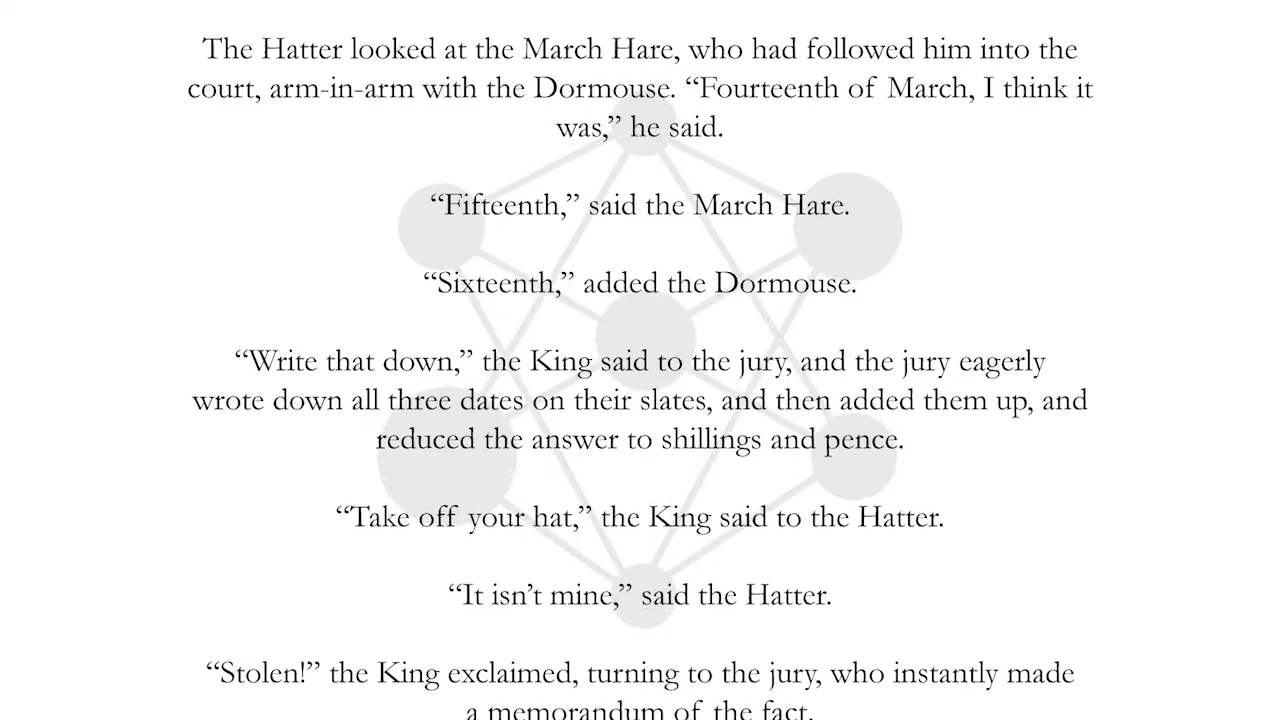 The Hatter looked at the March Hare, who had followed him into the
court, arm-in-arm with the Dormouse. “Fourteenth of March, I think it
was,” he said.
“Fifteenth,” said the March Hare.
“Sixteenth,” added the Dormouse.
“Write that down,” the King said to the jury, and the jury eagerly
wrote down all three dates on their slates, and then added them up, and
reduced the answer to shillings and pence.
“Take off your hat,” the King said to the Hatter.
“It isn’t mine,” said the Hatter.
“Stolen!” the King exclaimed, turning to the jury, who instantly made
a memorandum of the fact.